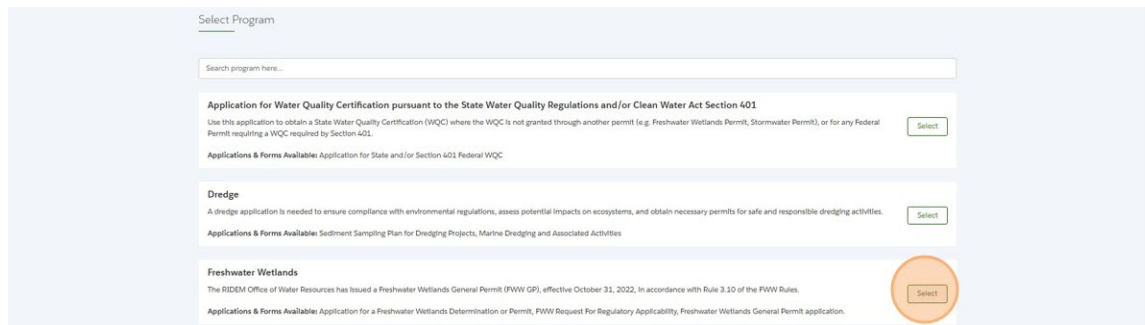 Select Program
Search program here...
Application for Water Quality Certification pursuant to the State Water Quality Regulations and/or Clean Water Act Section 401
Use this application to obtain a State Water Quality Certification (WQC) where the WQC is not granted through another permit (e.g. Freshwater Wetlands Permit, Stormwater Permit), or for any Federal
Permit requiring a WQC required by Section 401.
Select
Applications & Forms Available: Application for State and/or Section 401 Federal WQC
Dredge
A dredge application is needed to ensure compliance with environmental regulations, assess potential impacts on ecosystems, and obtain necessary permits for safe and responsible dredging activities.
Select
Applications & Forms Available: Sediment Sampling Plan for Dredging Projects, Marine Dredging and Associated Activities
Freshwater Wetlands
The RIDEM Office of Water Resources has issued a Freshwater Wetlands General Permit (FWW GP), effective October 31, 2022, in accordance with Rule 3.10 of the FWW Rules.
Select
Applications & Forms Available: Application for a Freshwater Wetlands Determination or Permit, FWW Request For Regulatory Applicability, Freshwater Wetlands General Permit application.